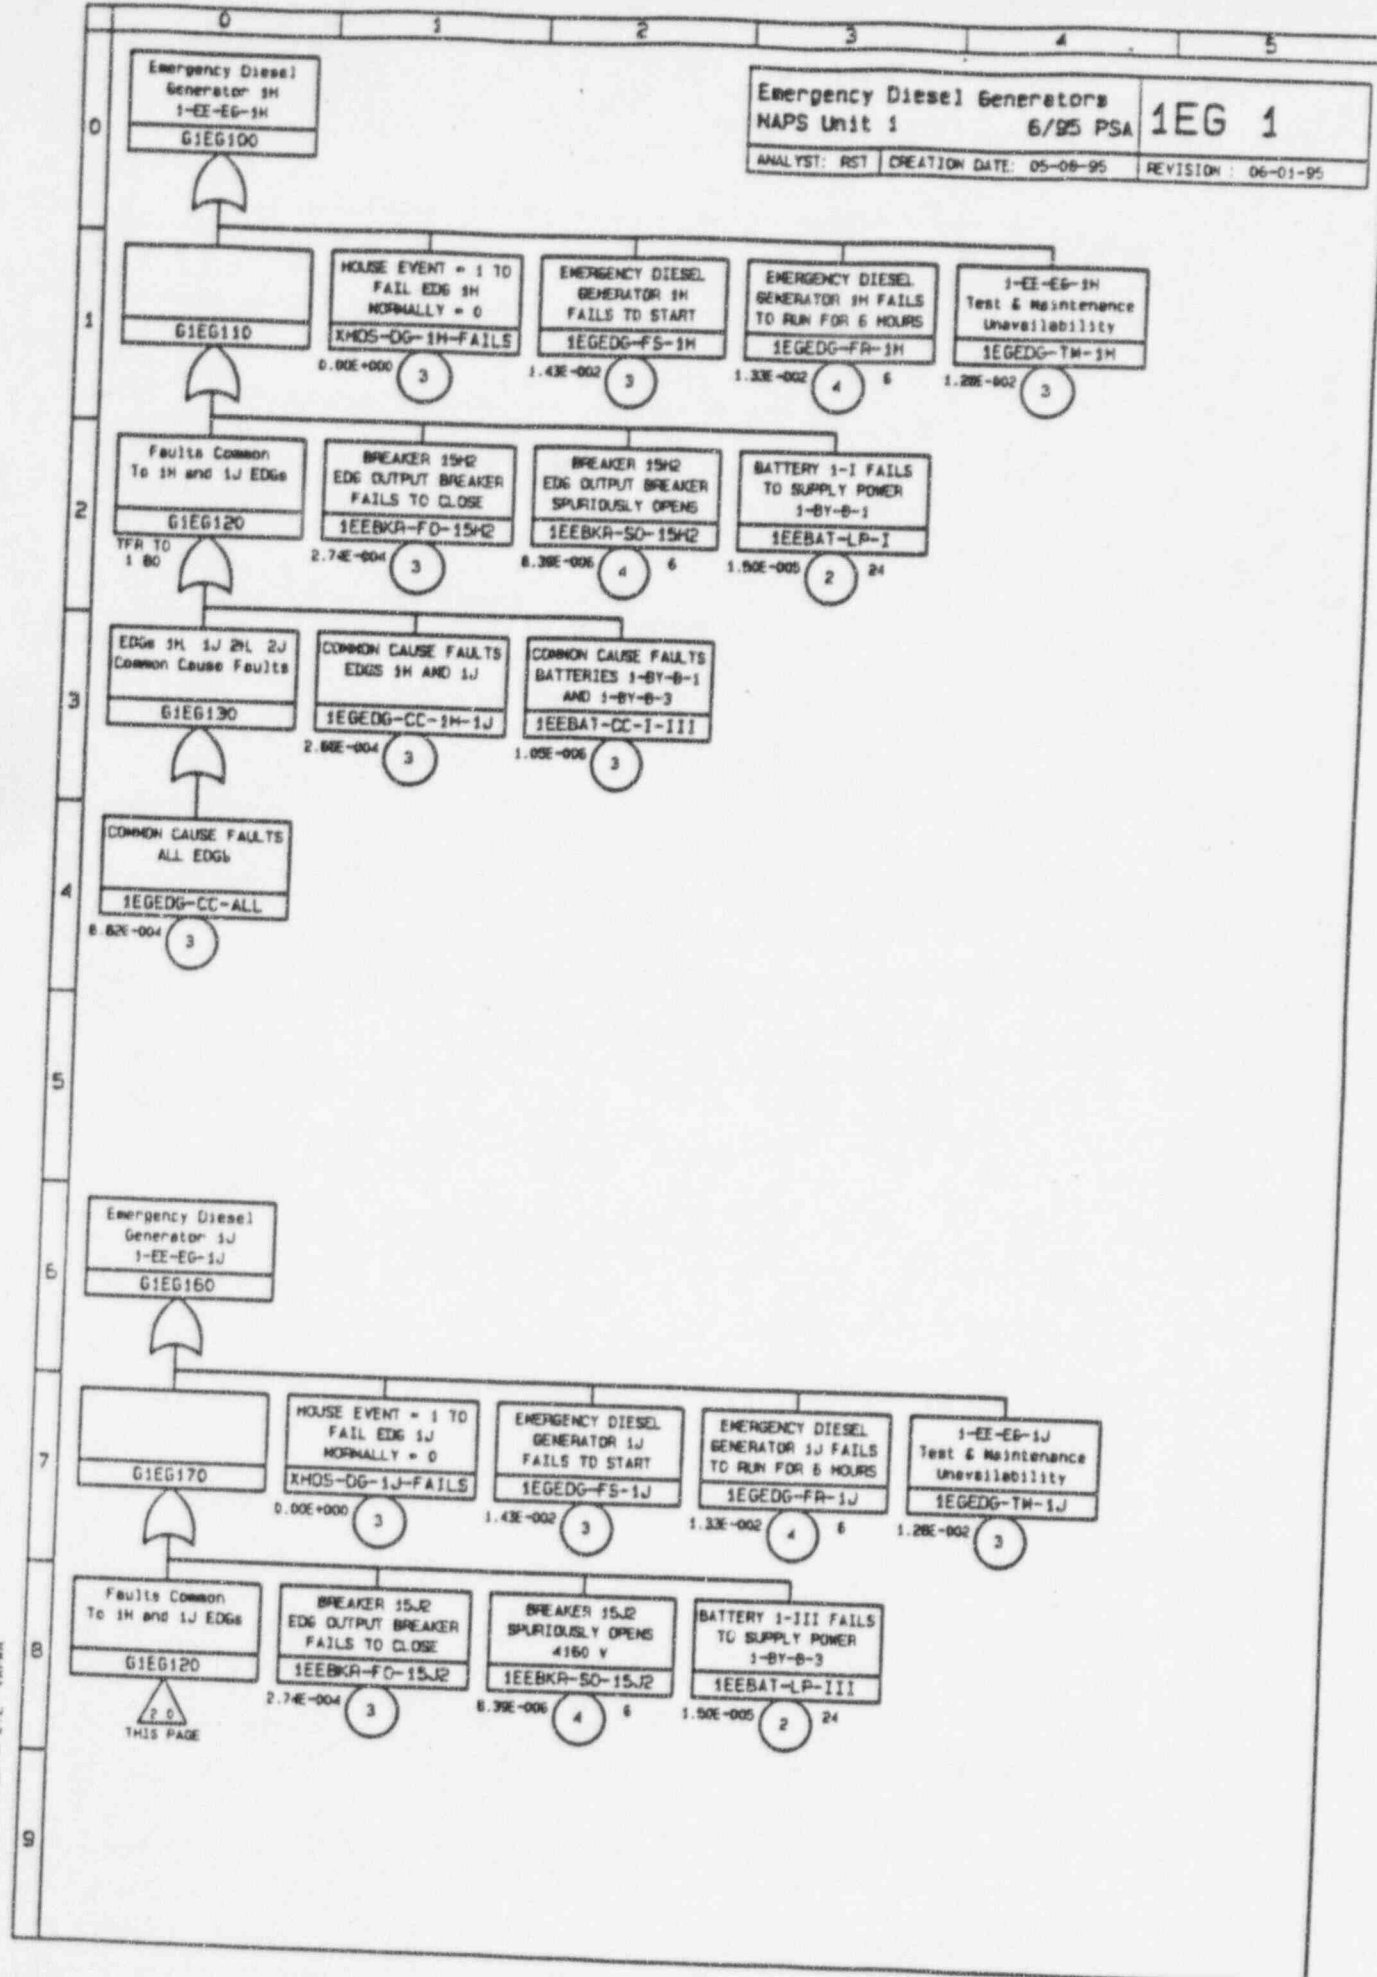 0 1 2 3 4 5
Emergency Diesel Generators
NAPS Unit 1 6/95 PSA
1EG 1
ANALYST: RST CREATION DATE: 05-08-95 REVISION : 06-01-95
0
Emergency Diesel
Generator 1H
1-EE-EG-1H
G1EG100
1
G1EG110
HOUSE EVENT = 1 TO
FAIL EDG 1H
NORMALLY = 0
XHOS-DG-1H-FAILS
0.00E+000 3
EMERGENCY DIESEL
GENERATOR 1H
FAILS TO START
1EGEDG-FS-1H
1.43E-002 3
EMERGENCY DIESEL
GENERATOR 1H FAILS
TO RUN FOR 6 HOURS
1EGEDG-FR-1H
1.33E-002 4 6
1-EE-EG-1H
Test & Maintenance
Unavailability
1EGEDG-TM-1H
1.28E-002 3
2
Faults Common
To 1H and 1J EDGs
G1EG120
TFR TO
1 80
BREAKER 15H2
EDG OUTPUT BREAKER
FAILS TO CLOSE
1EEBKR-FO-15H2
2.74E-004 3
BREAKER 15H2
EDG OUTPUT BREAKER
SPURIOUSLY OPENS
1EEBKR-SO-15H2
8.39E-006 4 6
BATTERY 1-I FAILS
TO SUPPLY POWER
1-BY-B-1
1EEBAT-LP-I
1.50E-005 2 24
3
EDGs 1H, 1J 2H, 2J
Common Cause Faults
G1EG130
COMMON CAUSE FAULTS
EDGS 1H AND 1J
1EGEDG-CC-1H-1J
3
COMMON CAUSE FAULTS
BATTERIES 1-BY-B-1
AND 1-BY-B-3
1EEBAT-CC-I-III
1.05E-006 3
4
COMMON CAUSE FAULTS
ALL EDGs
1EGEDG-CC-ALL
3
5
6
Emergency Diesel
Generator 1J
1-EE-EG-1J
G1EG160
7
G1EG170
HOUSE EVENT = 1 TO
FAIL EDG 1J
NORMALLY = 0
XHOS-DG-1J-FAILS
0.00E+000 3
EMERGENCY DIESEL
GENERATOR 1J
FAILS TO START
1EGEDG-FS-1J
1.43E-002 3
EMERGENCY DIESEL
GENERATOR 1J FAILS
TO RUN FOR 6 HOURS
1EGEDG-FR-1J
1.33E-002 4 6
1-EE-EG-1J
Test & Maintenance
Unavailability
1EGEDG-TM-1J
1.28E-002 3
8
Faults Common
To 1H and 1J EDGs
G1EG120
2 0
THIS PAGE
BREAKER 15J2
EDG OUTPUT BREAKER
FAILS TO CLOSE
1EEBKR-FO-15J2
2.74E-004 3
BREAKER 15J2
SPURIOUSLY OPENS
4160 V
1EEBKR-SO-15J2
8.39E-006 4 6
BATTERY 1-III FAILS
TO SUPPLY POWER
1-BY-B-3
1EEBAT-LP-III
1.50E-005 2 24
9